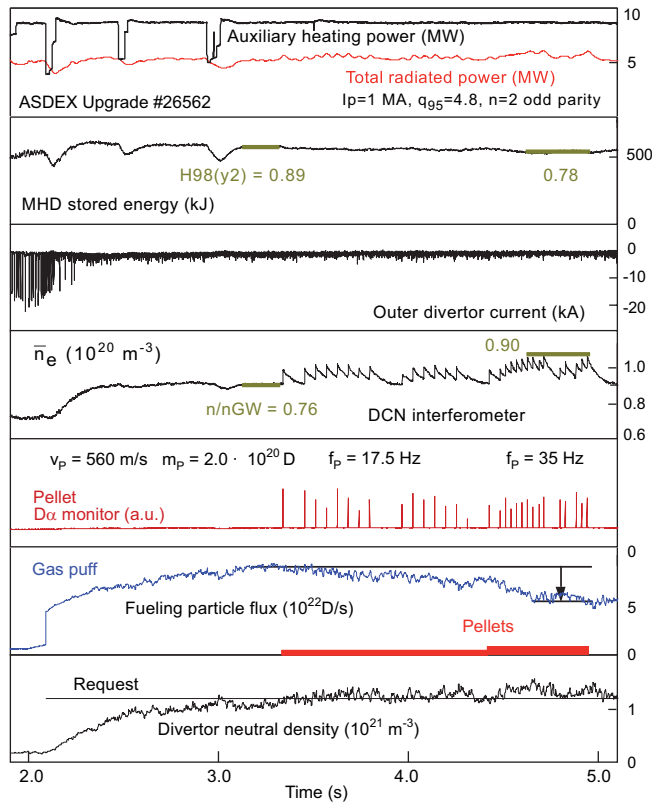 10
Auxiliary heating power (MW)
5
Total radiated power (MW)
ASDEX Upgrade #26562
Ip=1 MA, q95=4.8, n=2 odd parity
500
H98(y2) = 0.89
0.78
MHD stored energy (kJ)
0
0
-10
-20
Outer divertor current (kA)
n̅e (10^20 m^-3)
0.90
1.0
0.8
n/nGW = 0.76
DCN interferometer
0.6
vP = 560 m/s mP = 2.0 · 10^20 D fP = 17.5 Hz fP = 35 Hz
Pellet
Dα monitor (a.u.)
0
Gas puff
Fueling particle flux (10^22D/s)
5
Pellets
0
Request
1
Divertor neutral density (10^21 m^-3)
0
2.0 3.0 4.0 5.0
Time (s)